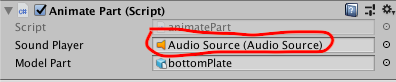 Animate Part (Script)
Script animatePart
Sound Player Audio Source (Audio Source)
Model Part bottomPlate